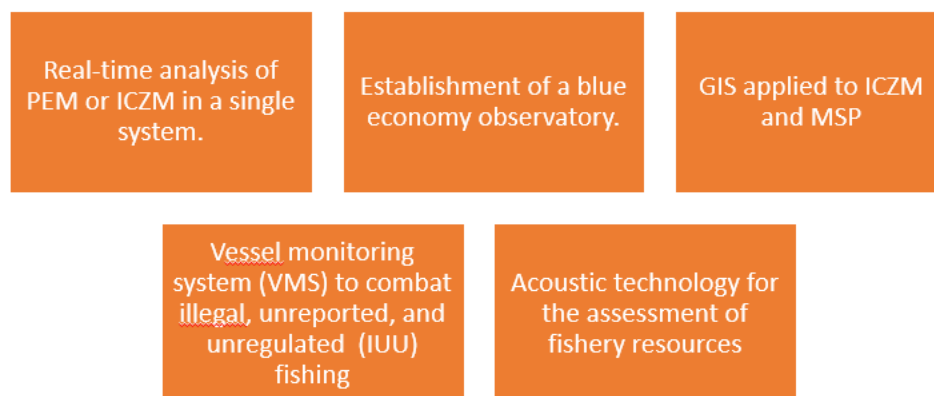 Real-time analysis of
PEM or ICZM in a single
system.
Establishment of a blue
economy observatory.
GIS applied to ICZM
and MSP
Vessel monitoring
system (VMS) to combat
illegal, unreported, and
unregulated  (IUU)
fishing
Acoustic technology for
the assessment of
fishery resources